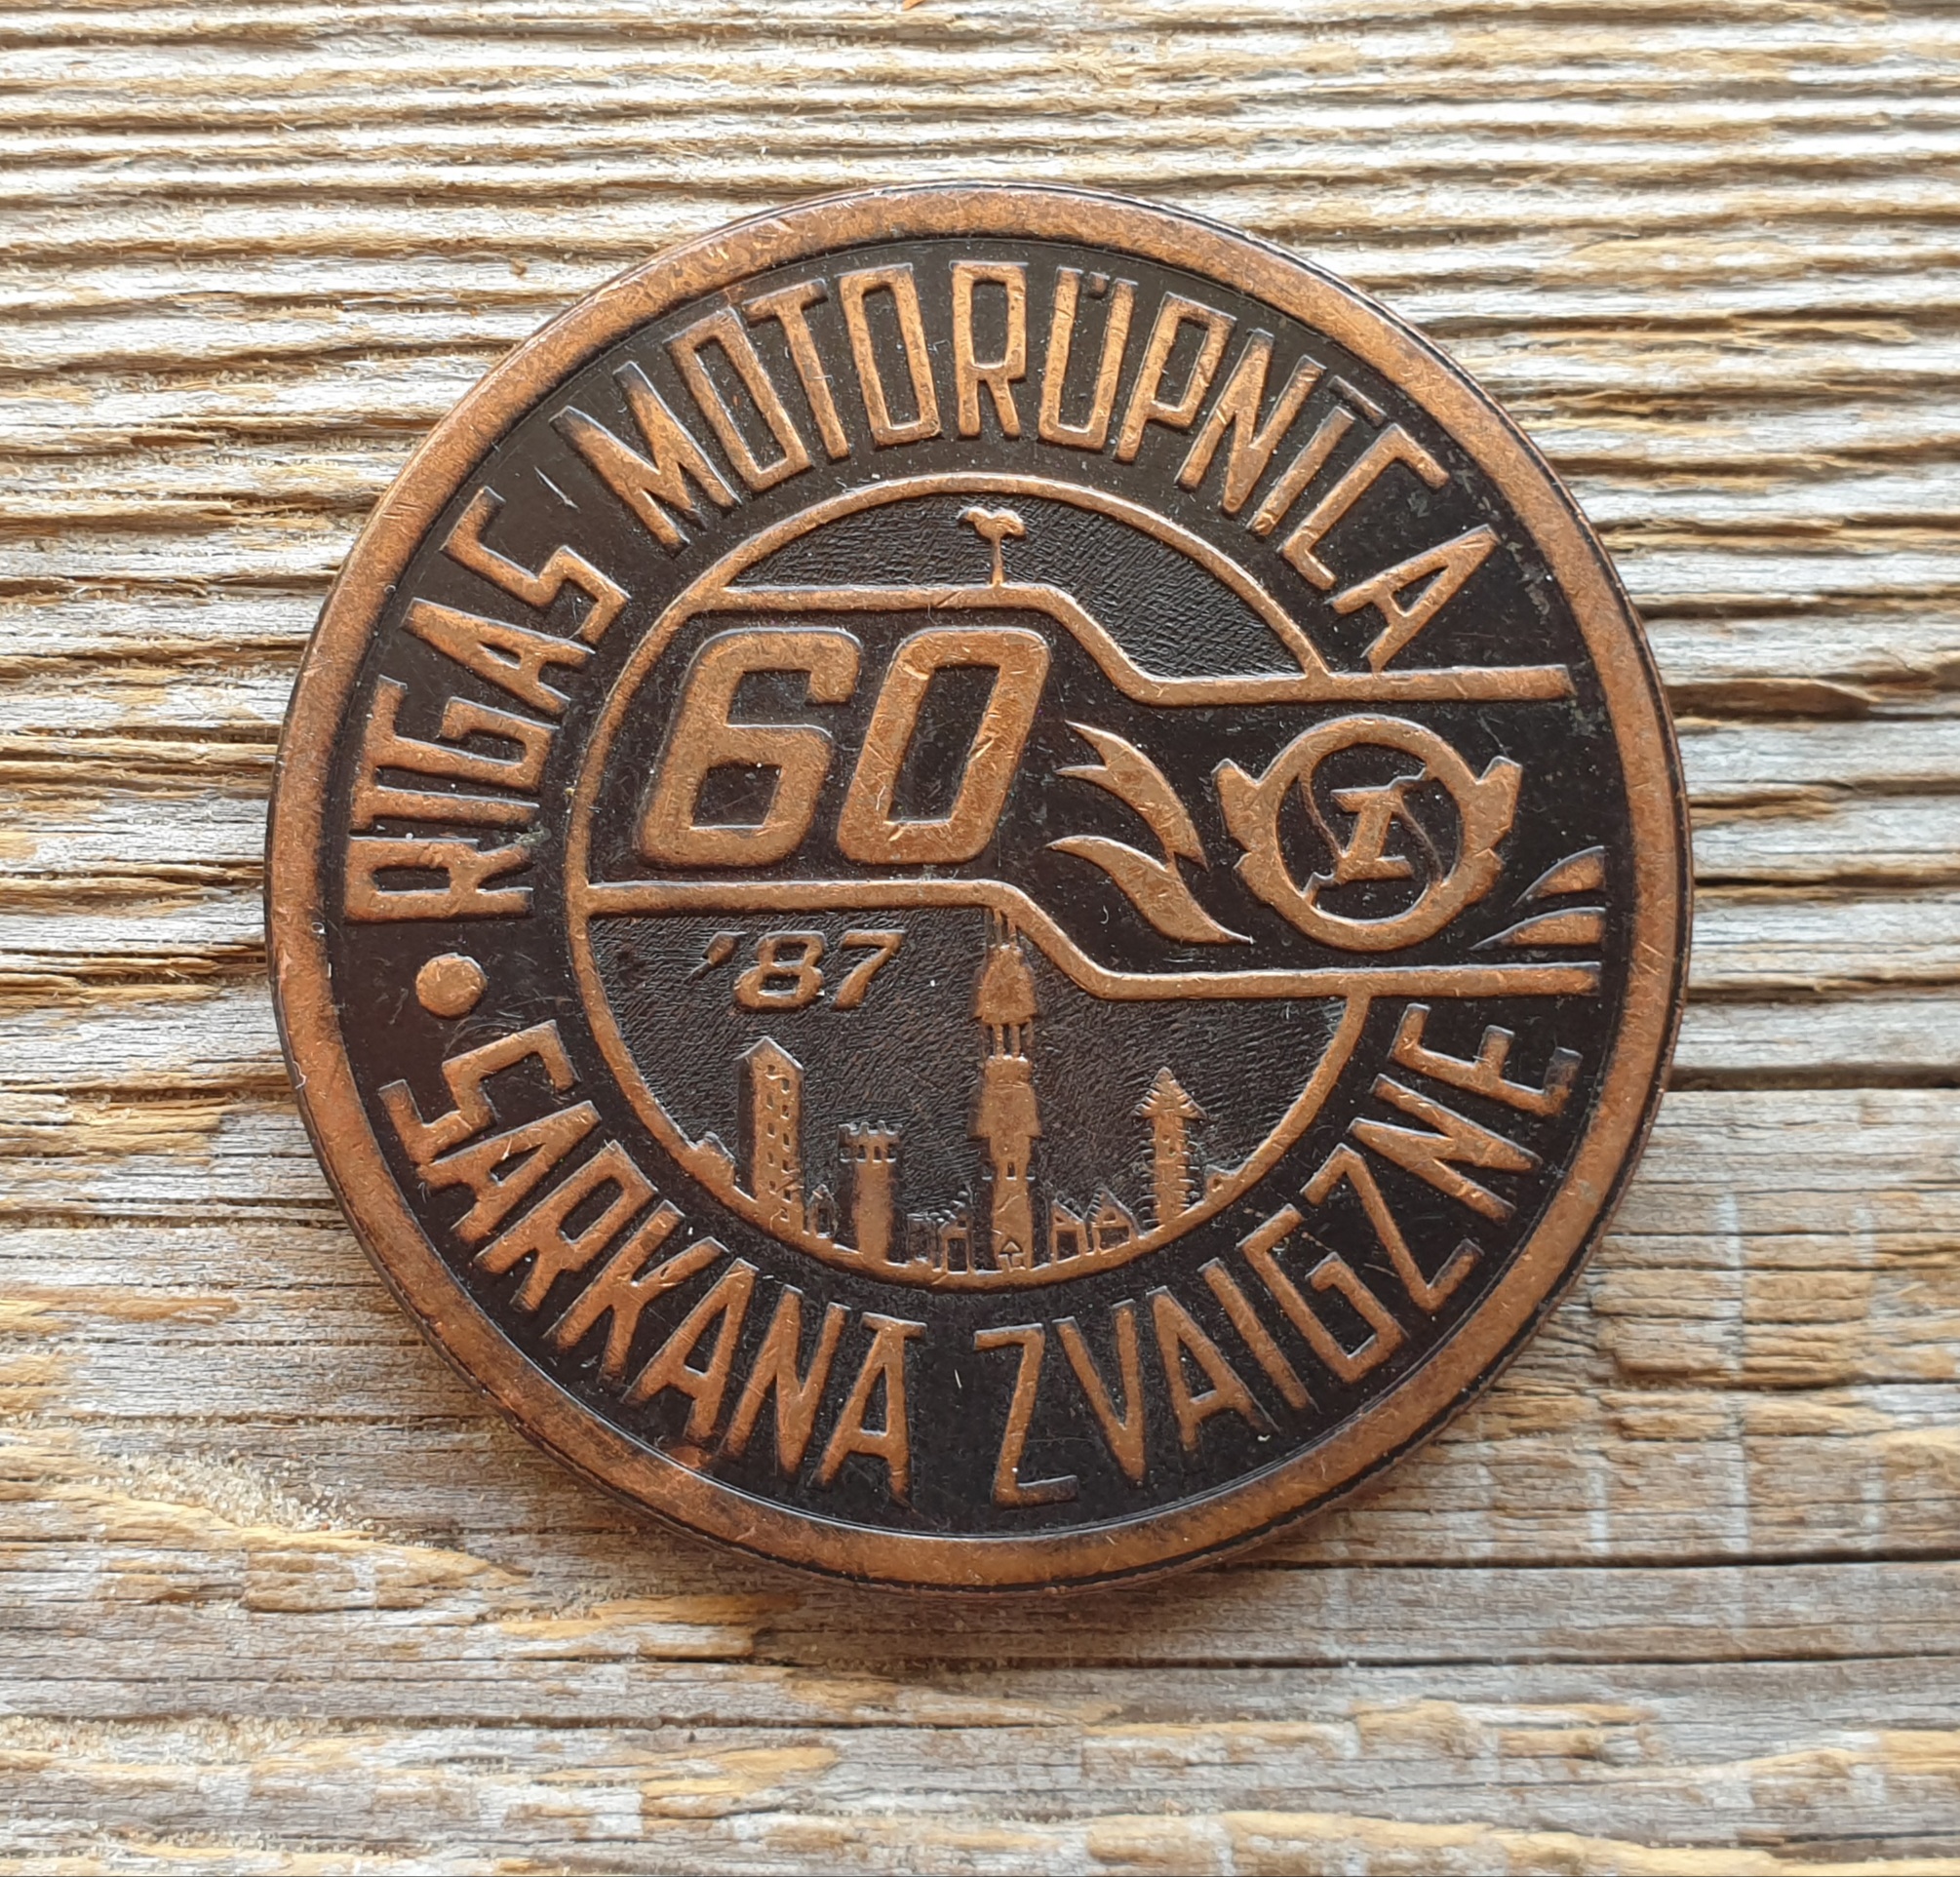 RĪGAS MOTORŪPNĪCA
60
'87
SARKANĀ ZVAIGZNE